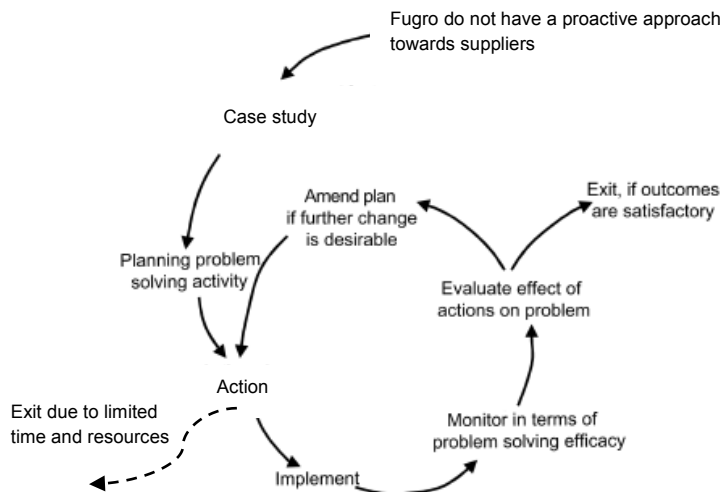 Fugro do not have a proactive approach
towards suppliers
Case study
Amend plan
if further change
is desirable
Exit, if outcomes
are satisfactory
Planning problem
solving activity
Evaluate effect of
actions on problem
Action
Exit due to limited
time and resources
Monitor in terms of
problem solving efficacy
Implement